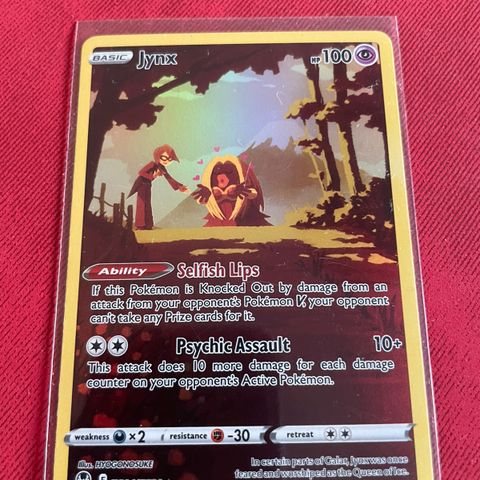 BASIC Jynx HP 100
Ability Selfish Lips
If this Pokémon is Knocked Out by damage from an
attack from your opponent's Pokémon V, your opponent
can't take any Prize cards for it.
Psychic Assault 10+
This attack does 10 more damage for each damage
counter on your opponent's Active Pokémon.
weakness ×2 resistance -30 retreat
Illus. HYOGONOSUKE
In certain parts of Galar, Jynx was once
feared and worshiped as the Queen of Ice.